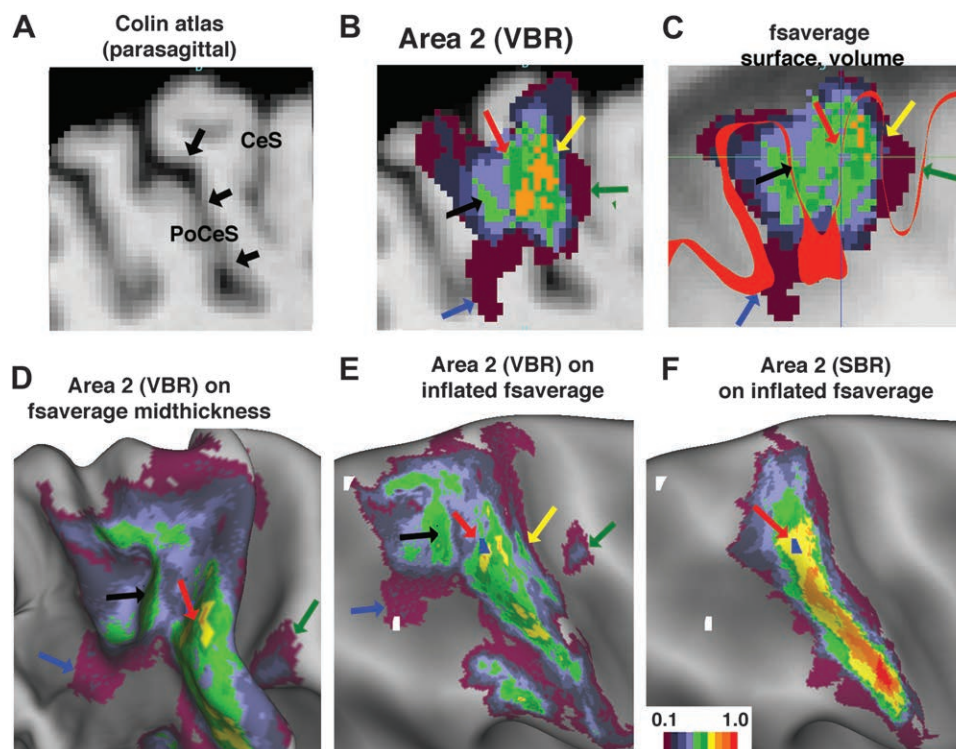 A
Colin atlas
(parasagittal)
CeS
PoCeS
B
Area 2 (VBR)
C
fsaverage
surface, volume
D
Area 2 (VBR) on
fsaverage midthickness
E
Area 2 (VBR) on
inflated fsaverage
F
Area 2 (SBR)
on inflated fsaverage
0.1 1.0